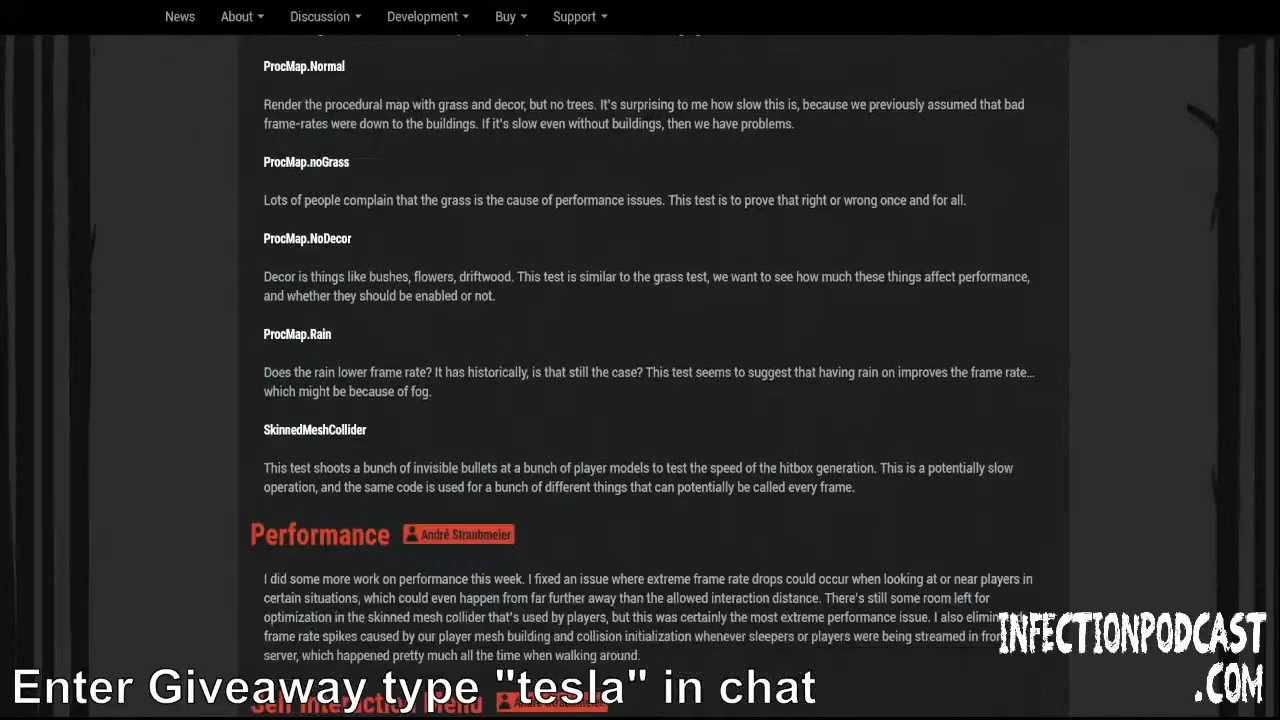 News About Discussion Development Buy Support
ProcMap.Normal
Render the procedural map with grass and decor, but no trees. It's surprising to me how slow this is, because we previously assumed that bad
frame-rates were down to the buildings. If it's slow even without buildings, then we have problems.
ProcMap.noGrass
Lots of people complain that the grass is the cause of performance issues. This test is to prove that right or wrong once and for all.
ProcMap.NoDecor
Decor is things like bushes, flowers, driftwood. This test is similar to the grass test, we want to see how much these things affect performance,
and whether they should be enabled or not.
ProcMap.Rain
Does the rain lower frame rate? It has historically, is that still the case? This test seems to suggest that having rain on improves the frame rate...
which might be because of fog.
SkinnedMeshCollider
This test shoots a bunch of invisible bullets at a bunch of player models to test the speed of the hitbox generation. This is a potentially slow
operation, and the same code is used for a bunch of different things that can potentially be called every frame.
Performance André Straubmeier
I did some more work on performance this week. I fixed an issue where extreme frame rate drops could occur when looking at or near players in
certain situations, which could even happen from far further away than the allowed interaction distance. There's still some room left for
optimization in the skinned mesh collider that's used by players, but this was certainly the most extreme performance issue. I also
frame rate spikes caused by our player mesh building and collision initialization whenever sleepers or players were being streamed in
server, which happened pretty much all the time when walking around.
INFECTIONPODCAST
.COM
Enter Giveaway type "tesla" in chat
Self Interaction Menu André Straubmeier